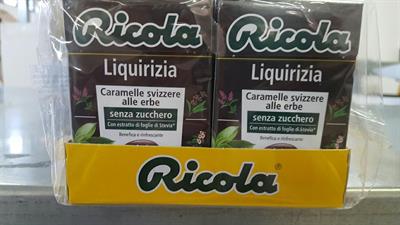 Ricola
Liquirizia
Caramelle svizzere
alle erbe
senza zucchero
Con estratto di foglie di Stevia*
Benefica e rinfrescante
Ricola
Liquirizia
Caramelle svizzere
alle erbe
senza zucchero
Con estratto di foglie di Stevia*
Benefica e rinfrescante
Ricola®